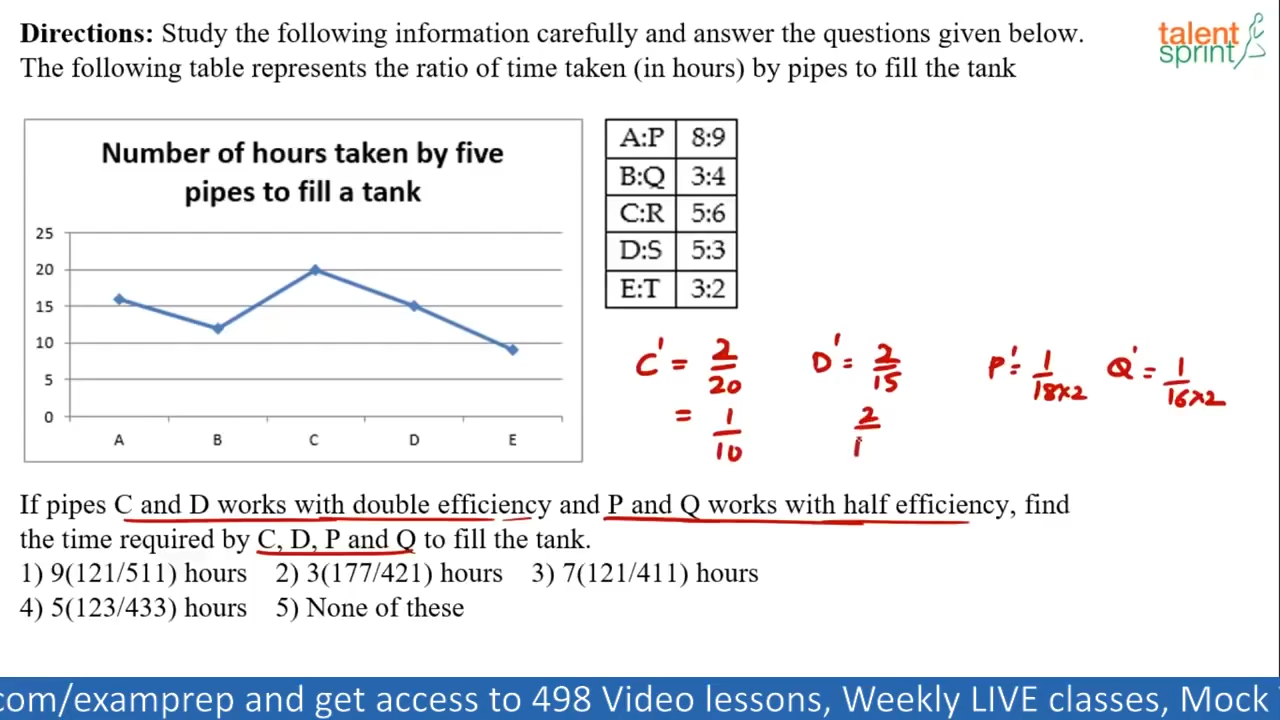 Directions: Study the following information carefully and answer the questions given below.
The following table represents the ratio of time taken (in hours) by pipes to fill the tank
talent
sprint
Number of hours taken by five
pipes to fill a tank
25
20
15
10
5
0
A B C D E
A:P 8:9
B:Q 3:4
C:R 5:6
D:S 5:3
E:T 3:2
C' = 2/20 D' = 2/15 P' = 1/18×2 Q' = 1/16×2
= 1/10 2/1
If pipes C and D works with double efficiency and P and Q works with half efficiency, find
the time required by C, D, P and Q to fill the tank.
1) 9(121/511) hours 2) 3(177/421) hours 3) 7(121/411) hours
4) 5(123/433) hours 5) None of these
com/examprep and get access to 498 Video lessons, Weekly LIVE classes, Mock